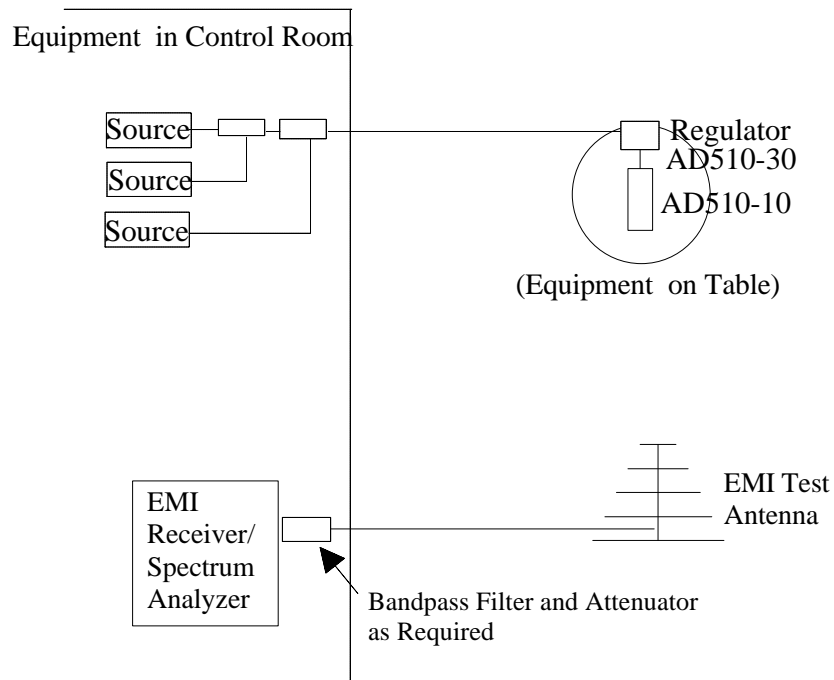 Equipment in Control Room
Source
Source
Source
Regulator
AD510-30
AD510-10
(Equipment on Table)
EMI
Receiver/
Spectrum
Analyzer
EMI Test
Antenna
Bandpass Filter and Attenuator
as Required